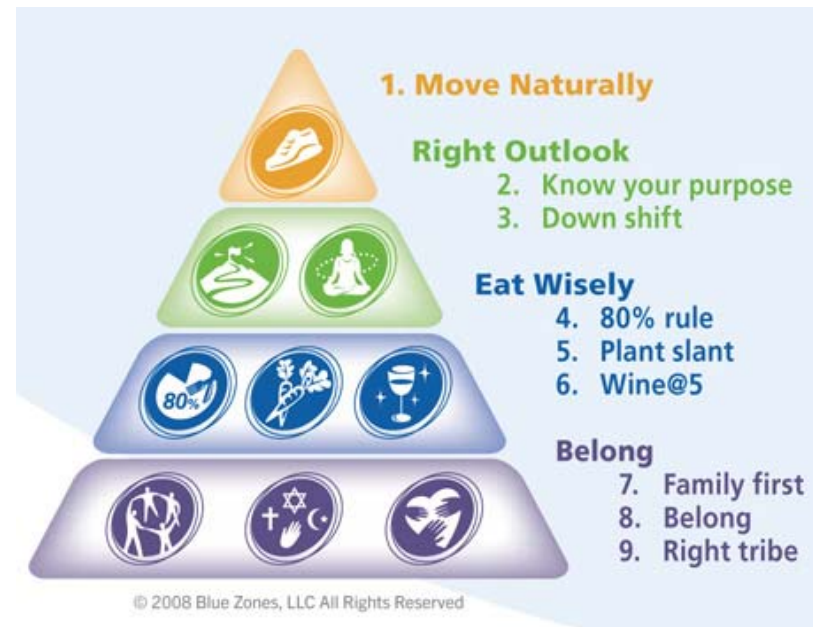 1. Move Naturally
Right Outlook
2. Know your purpose
3. Down shift
Eat Wisely
4. 80% rule
5. Plant slant
6. Wine@5
80%
Belong
7. Family first
8. Belong
9. Right tribe
© 2008 Blue Zones, LLC All Rights Reserved